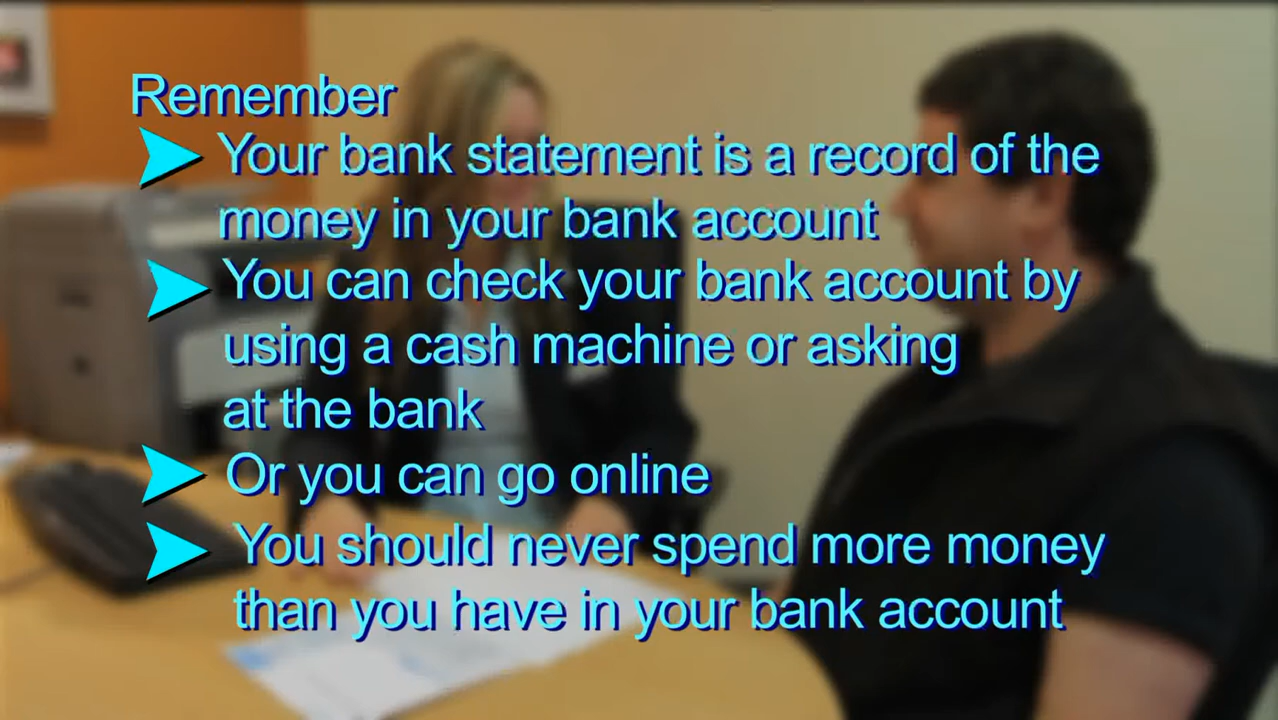 Remember
Your bank statement is a record of the
money in your bank account
You can check your bank account by
using a cash machine or asking
at the bank
Or you can go online
You should never spend more money
than you have in your bank account